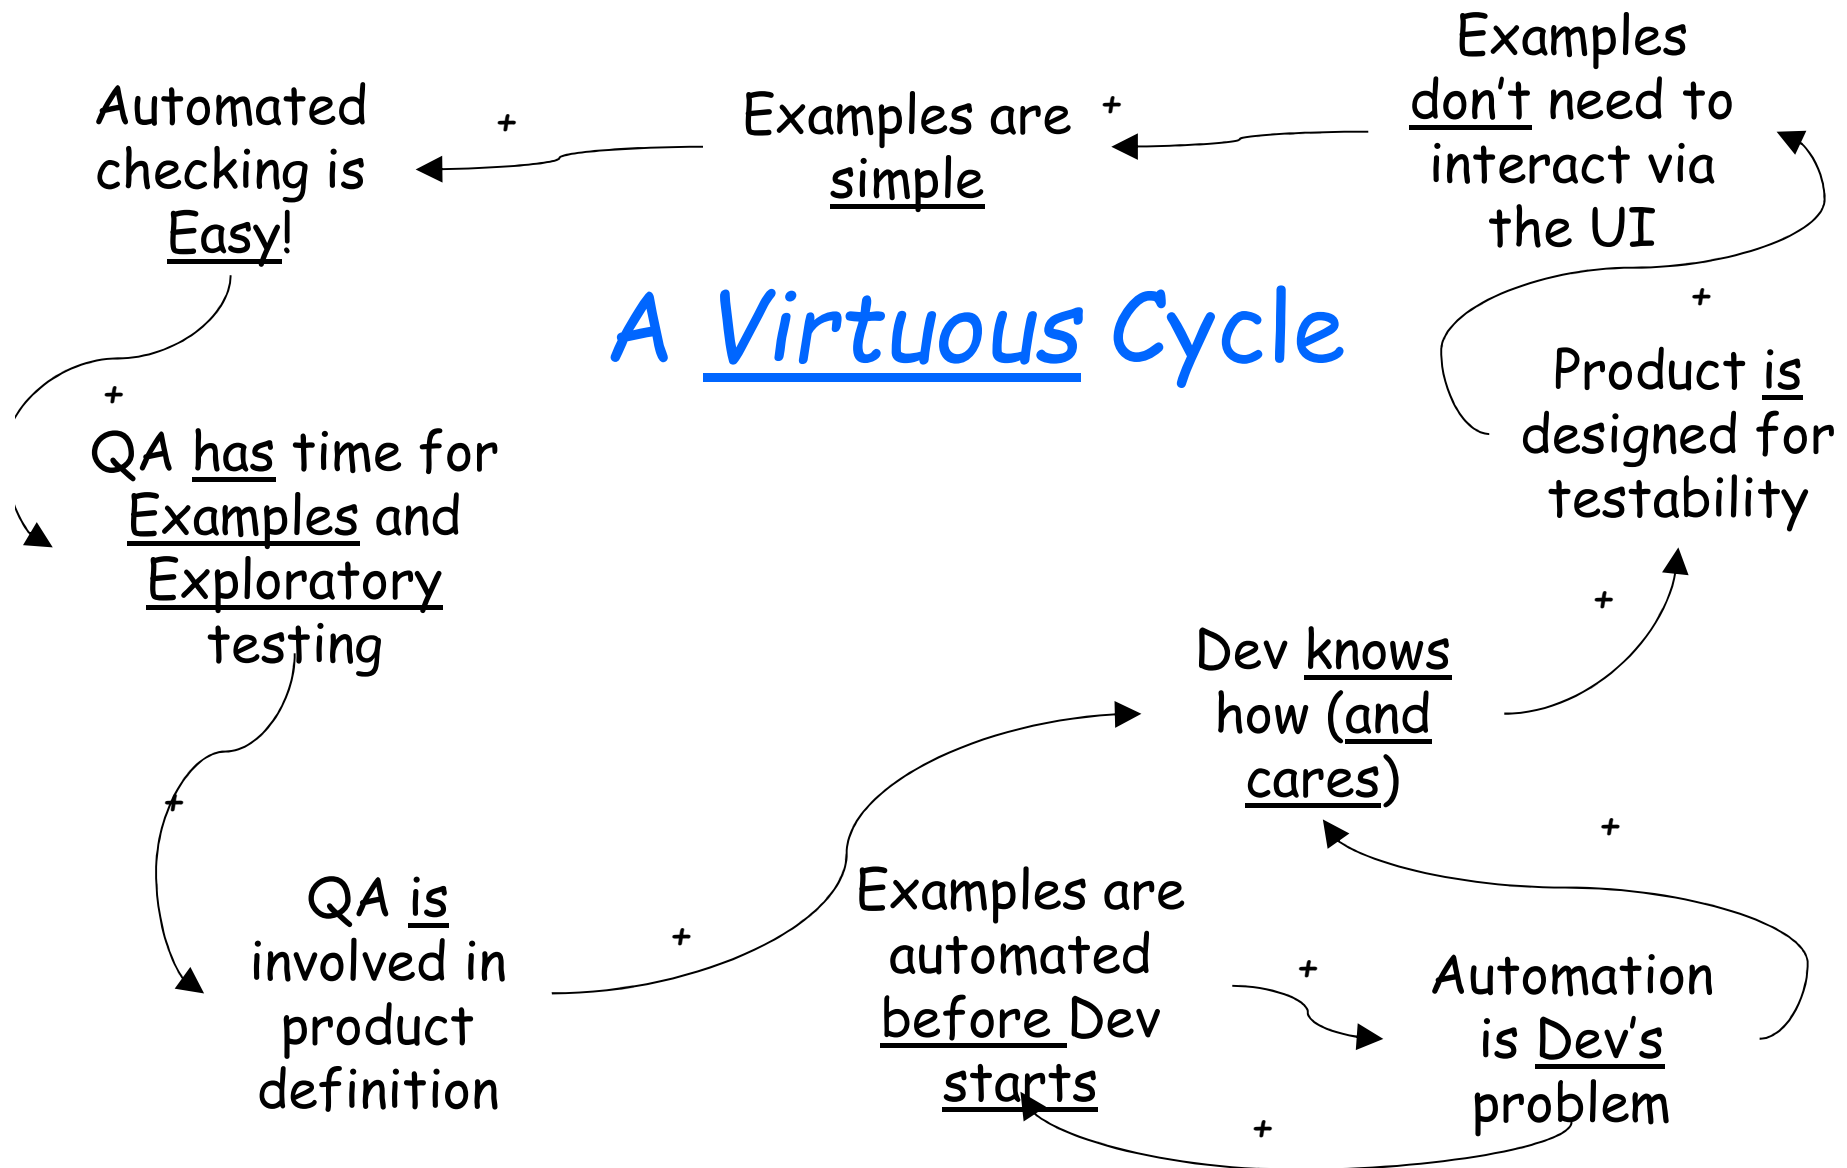 Examples
don't need to
interact via
the UI
+
Examples are
simple
+
Automated
checking is
Easy!
A Virtuous Cycle
+
Product is
designed for
testability
+
QA has time for
Examples and
Exploratory
testing
+
Dev knows
how (and
cares)
+
+
QA is
involved in
product
definition
+
Examples are
automated
before Dev
starts
+
Automation
is Dev's
problem
+